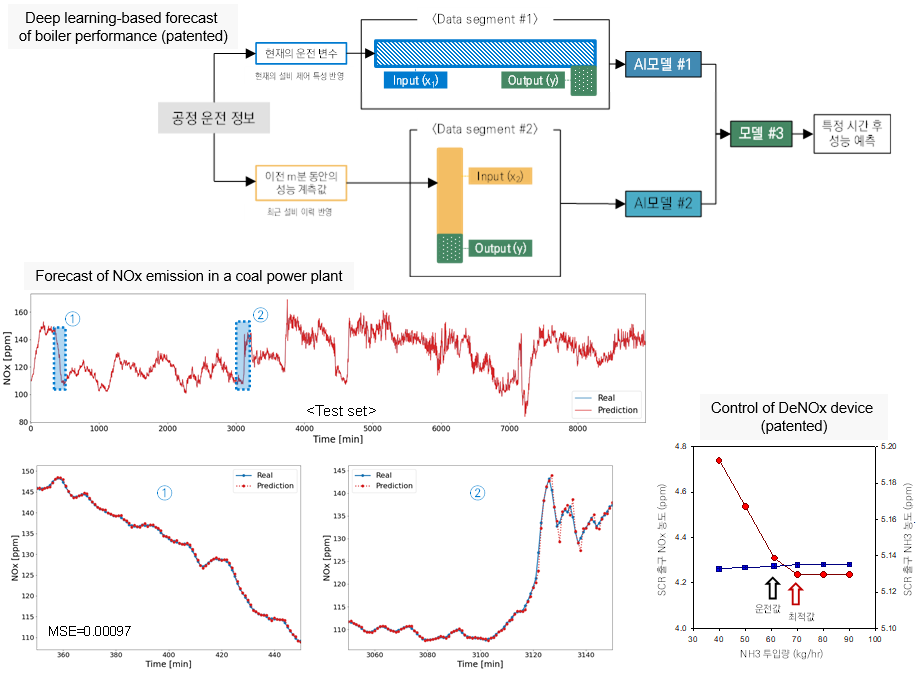 Deep learning-based forecast
of boiler performance (patented)
〈Data segment #1〉
현재의 운전 변수
현재의 설비 제어 특성 반영
Input (x₁)
Output (y)
AI모델 #1
공정 운전 정보
〈Data segment #2〉
모델 #3
특정 시간 후
성능 예측
이전 m분 동안의
성능 계측값
최근 설비 이력 반영
Input (x₂)
Output (y)
AI모델 #2
Forecast of NOx emission in a coal power plant
NOx [ppm]
160
140
120
100
80
①
②
<Test set>
Real
Prediction
0 1000 2000 3000 4000 5000 6000 7000 8000
Time [min]
NOx [ppm]
150
145
140
135
130
125
120
115
110
①
Real
Prediction
MSE=0.00097
360 380 400 420 440
Time [min]
NOx [ppm]
145
140
135
130
125
120
115
110
Real
Prediction
②
3060 3080 3100 3120 3140
Time [min]
Control of DeNOx device
(patented)
SCR 출구 NOx 농도 (ppm)
4.8
4.6
4.4
4.2
4.0
5.20
5.18
5.16
5.14
5.12
5.10
SCR 출구 NH3 농도 (ppm)
운전값
최적값
30 40 50 60 70 80 90 100
NH3 투입량 (kg/hr)